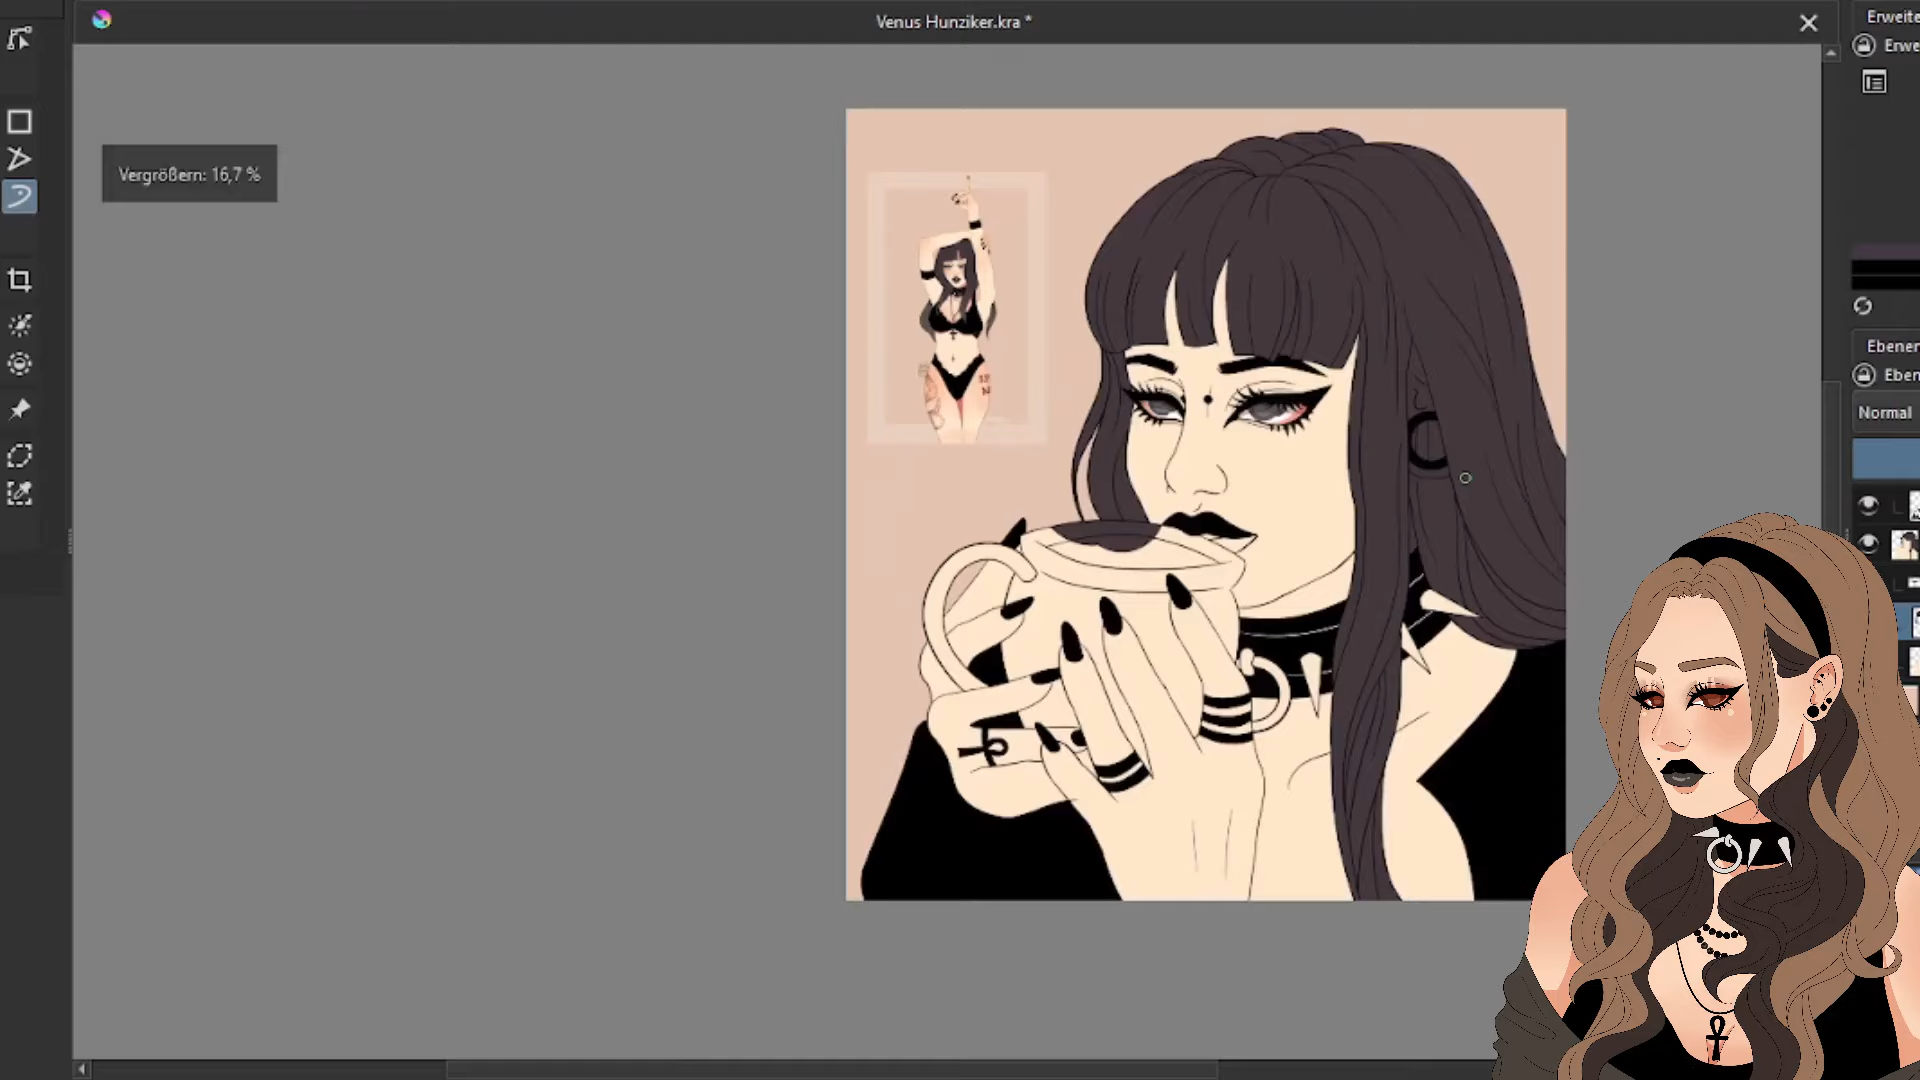 Venus Hunziker.kra *
Erweite
Erwe
Vergrößern: 16,7 %
Ebenen
Eben
Normal